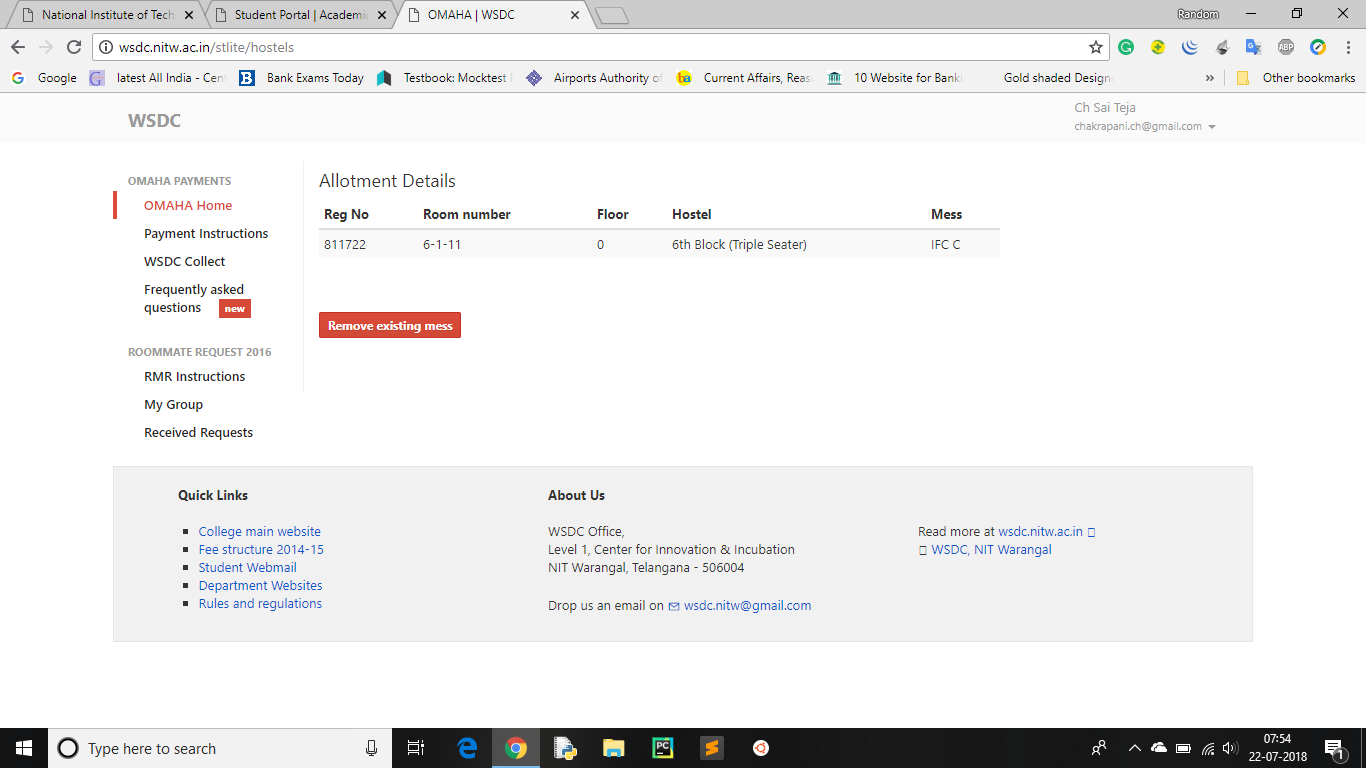 National Institute of Tech
Student Portal | Academic
OMAHA | WSDC
Random
wsdc.nitw.ac.in/stlite/hostels
ABP
Google
latest All India - Cent
B
Bank Exams Today
Testbook: Mocktest
Airports Authority of
ba
Current Affairs, Reas
10 Website for Banki
Gold shaded Design
»
Other bookmarks
WSDC
Ch Sai Teja
chakrapani.ch@gmail.com
OMAHA PAYMENTS
OMAHA Home
Payment Instructions
WSDC Collect
Frequently asked
questions new
ROOMMATE REQUEST 2016
RMR Instructions
My Group
Received Requests
Allotment Details
Reg No Room number Floor Hostel Mess
811722 6-1-11 0 6th Block (Triple Seater) IFC C
Remove existing mess
Quick Links
College main website
Fee structure 2014-15
Student Webmail
Department Websites
Rules and regulations
About Us
WSDC Office,
Level 1, Center for Innovation & Incubation
NIT Warangal, Telangana - 506004
Drop us an email on wsdc.nitw@gmail.com
Read more at wsdc.nitw.ac.in
WSDC, NIT Warangal
Type here to search
PC
07:54
22-07-2018
1